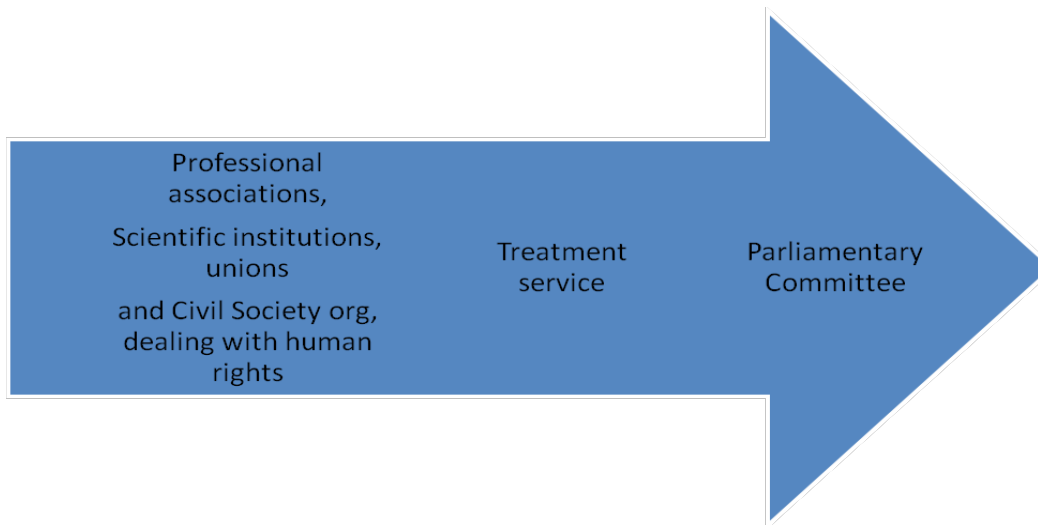 Professional
associations,
Scientific institutions,
unions
and Civil Society org,
dealing with human
rights
Treatment
service
Parliamentary
Committee